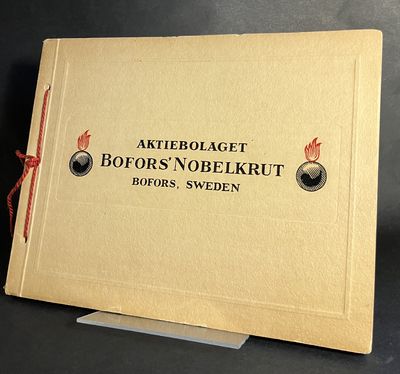 AKTIEBOLAGET
BOFORS' NOBELKRUT
BOFORS, SWEDEN